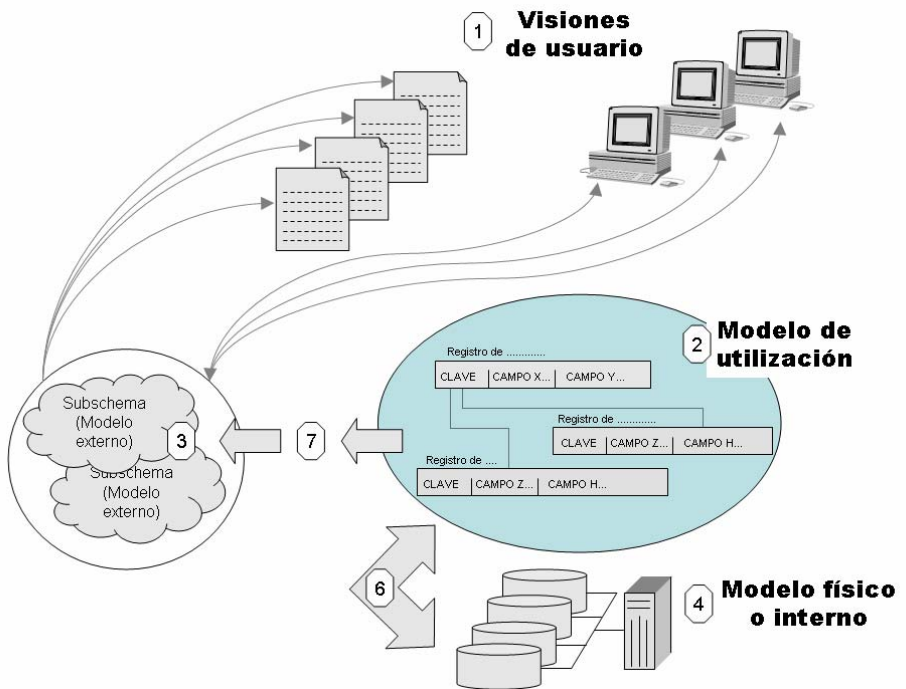 1
Visiones
de usuario
2
Modelo de
utilización
Registro de .............
CLAVE
CAMPO X...
CAMPO Y...
Registro de .............
CLAVE
CAMPO Z...
CAMPO H...
Registro de ....
CLAVE
CAMPO Z...
CAMPO H...
Subschema
(Modelo
externo)
3
7
Subschema
(Modelo
externo)
6
4
Modelo físico
o interno